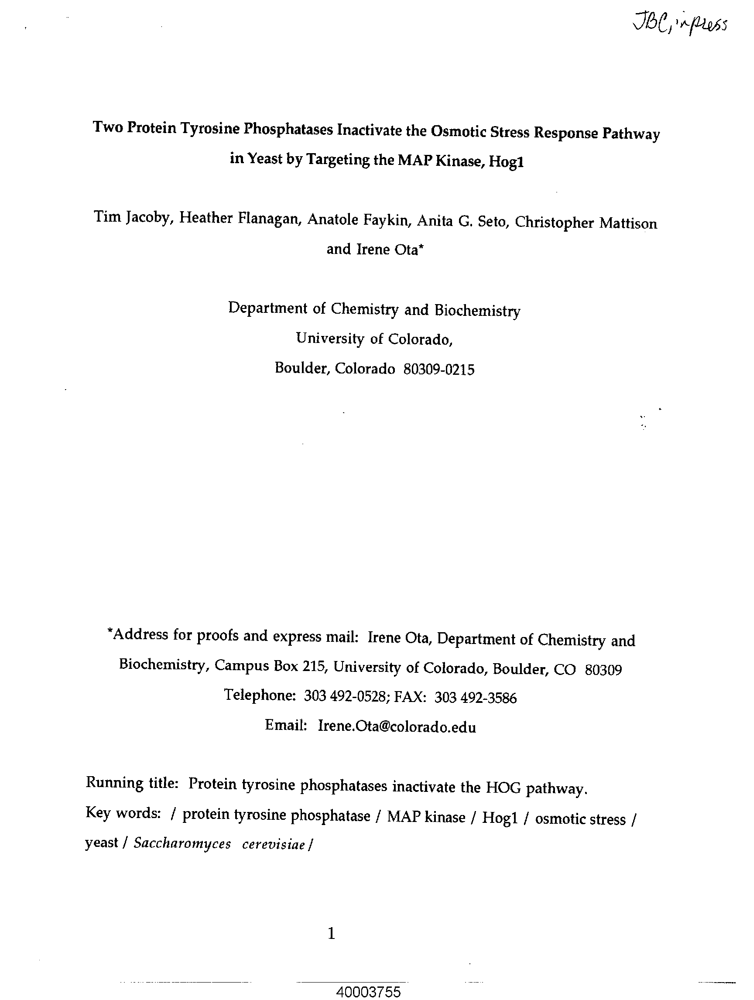 JBC, in press
Two Protein Tyrosine Phosphatases Inactivate the Osmotic Stress Response Pathway
in Yeast by Targeting the MAP Kinase, Hog1
Tim Jacoby, Heather Flanagan, Anatole Faykin, Anita G. Seto, Christopher Mattison
and Irene Ota*
Department of Chemistry and Biochemistry
University of Colorado,
Boulder, Colorado 80309-0215
*Address for proofs and express mail: Irene Ota, Department of Chemistry and
Biochemistry, Campus Box 215, University of Colorado, Boulder, CO 80309
Telephone: 303 492-0528; FAX: 303 492-3586
Email: Irene.Ota@colorado.edu
Running title: Protein tyrosine phosphatases inactivate the HOG pathway.
Key words: / protein tyrosine phosphatase / MAP kinase / Hog1 / osmotic stress /
yeast / Saccharomyces cerevisiae /
1
40003755